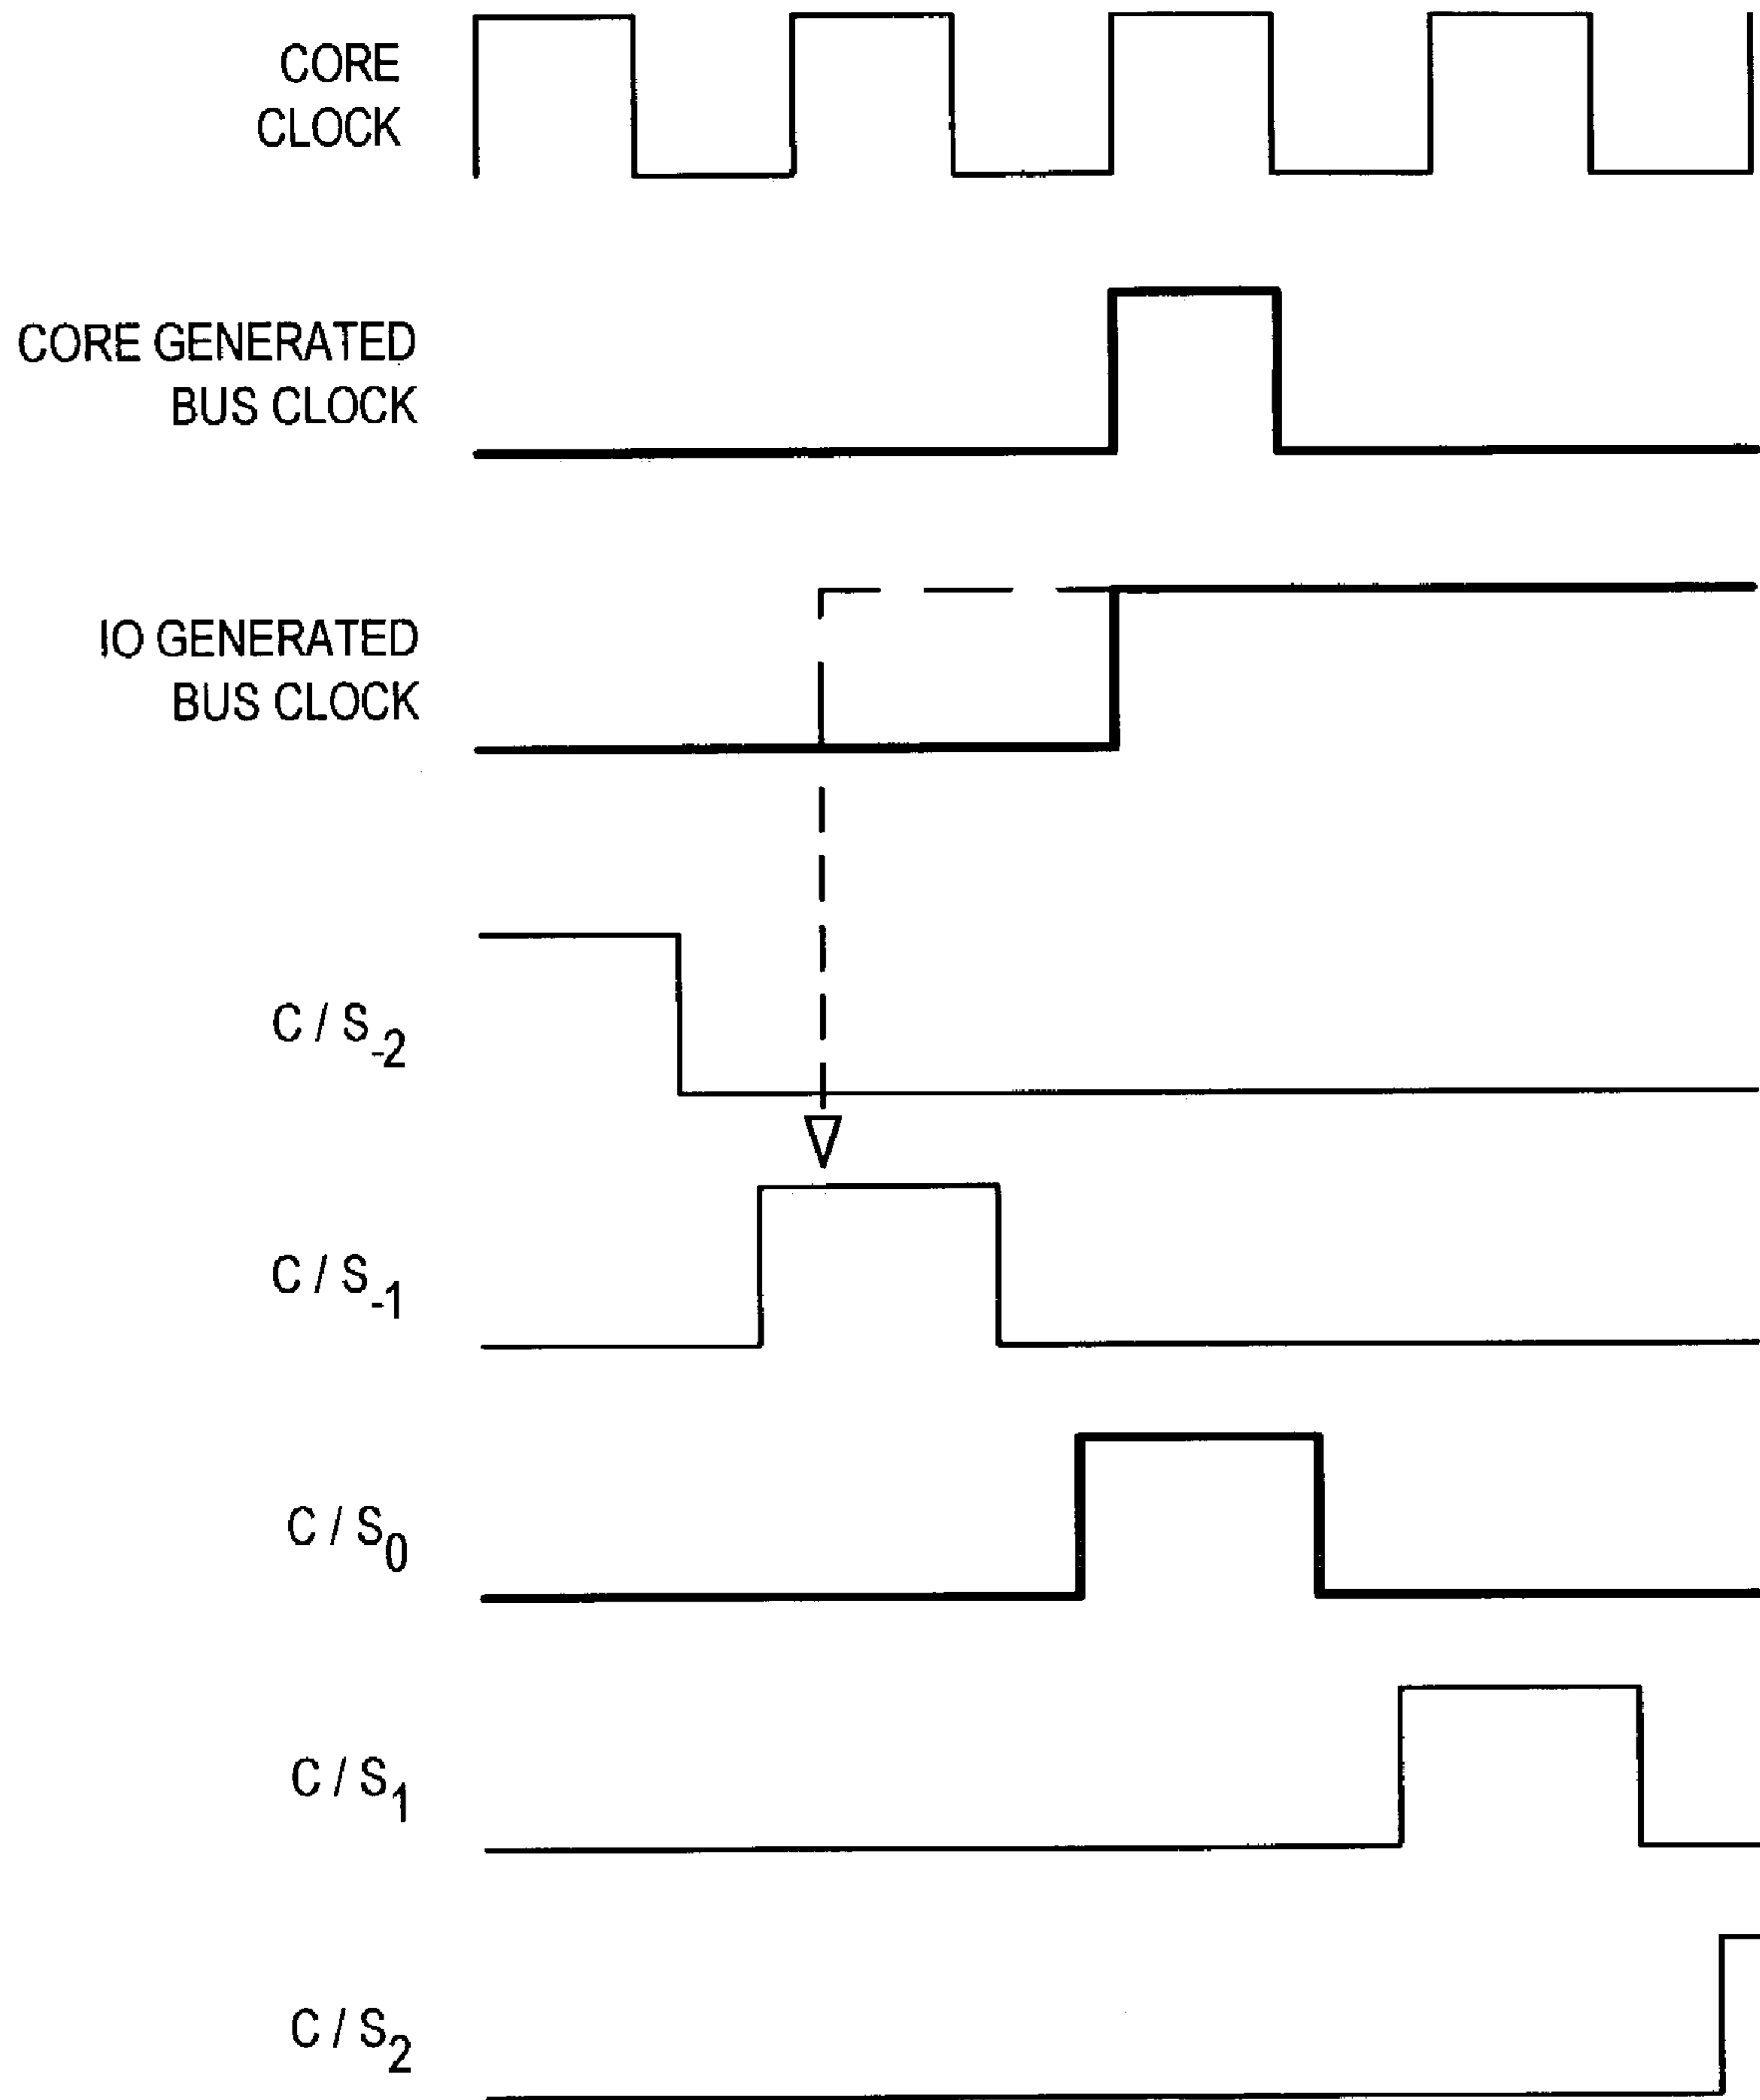 CORE
CLOCK
CORE GENERATED
BUS CLOCK
IO GENERATED
BUS CLOCK
C / S-2
C / S-1
C / S0
C / S1
C / S2